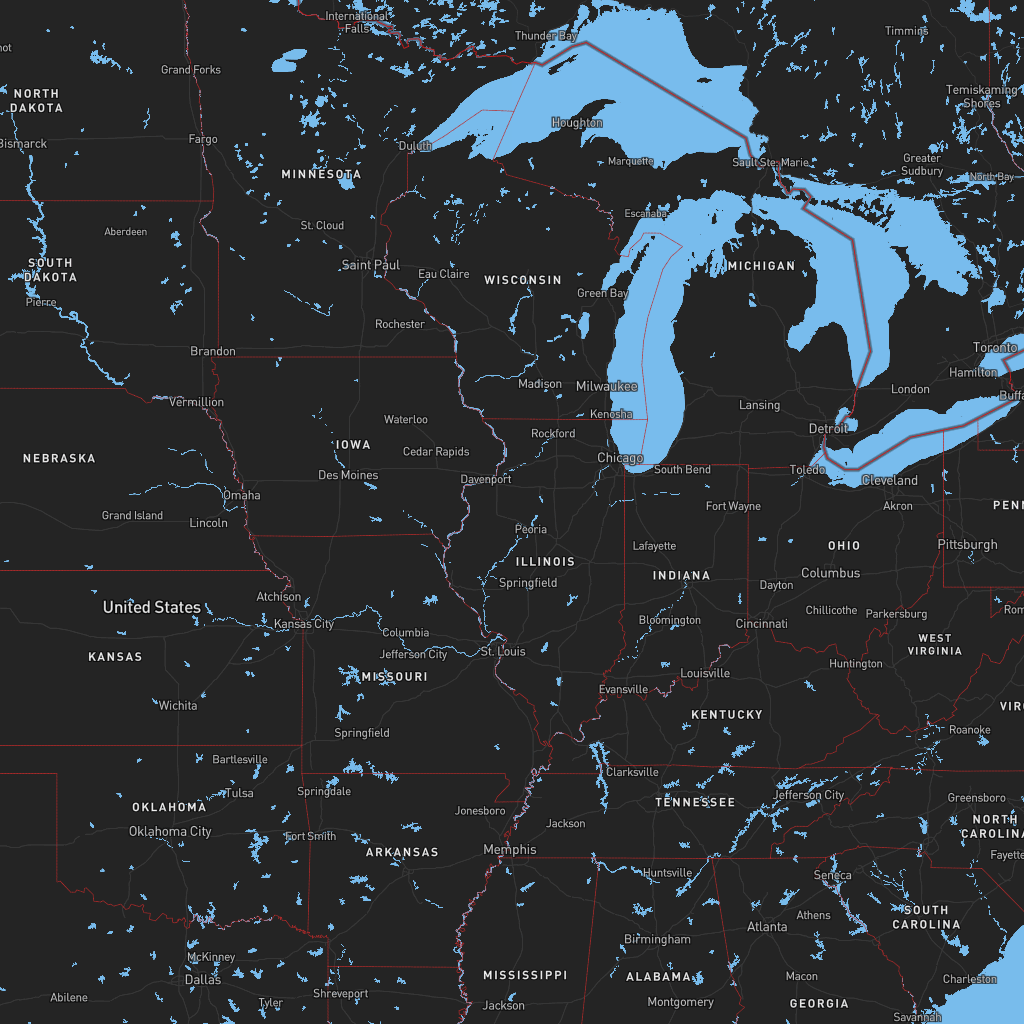 International
Falls
Thunder Bay
Timmins
Grand Forks
NORTH
DAKOTA
Temiskaming
Shores
Houghton
Fargo
Bismarck
Duluth
Marquette
Sault Ste. Marie
Greater
Sudbury
North Bay
MINNESOTA
Escanaba
St. Cloud
Aberdeen
SOUTH
DAKOTA
Saint Paul
Eau Claire
WISCONSIN
MICHIGAN
Green Bay
Pierre
Rochester
Brandon
Toronto
Hamilton
Madison
Milwaukee
London
Buffa
Vermillion
Lansing
Kenosha
Waterloo
Rockford
Detroit
IOWA
Cedar Rapids
NEBRASKA
Chicago
South Bend
Toledo
Des Moines
Davenport
Cleveland
Omaha
Fort Wayne
Akron
PENN
Grand Island
Lincoln
Peoria
Lafayette
OHIO
Pittsburgh
ILLINOIS
INDIANA
Columbus
Springfield
Dayton
Atchison
United States
Chillicothe
Parkersburg
Rom
Kansas City
Columbia
Bloomington
Cincinnati
WEST
VIRGINIA
KANSAS
Jefferson City
St. Louis
Huntington
MISSOURI
Louisville
Evansville
Wichita
KENTUCKY
VIRG
Springfield
Roanoke
Bartlesville
Clarksville
Tulsa
Springdale
Jefferson City
Greensboro
OKLAHOMA
TENNESSEE
Jonesboro
Oklahoma City
Fort Smith
Jackson
NORTH
CAROLINA
ARKANSAS
Memphis
Fayette
Huntsville
Seneca
Athens
SOUTH
CAROLINA
Atlanta
Birmingham
McKinney
Dallas
MISSISSIPPI
ALABAMA
Macon
Charleston
Abilene
Tyler
Shreveport
Jackson
Montgomery
GEORGIA
Savannah